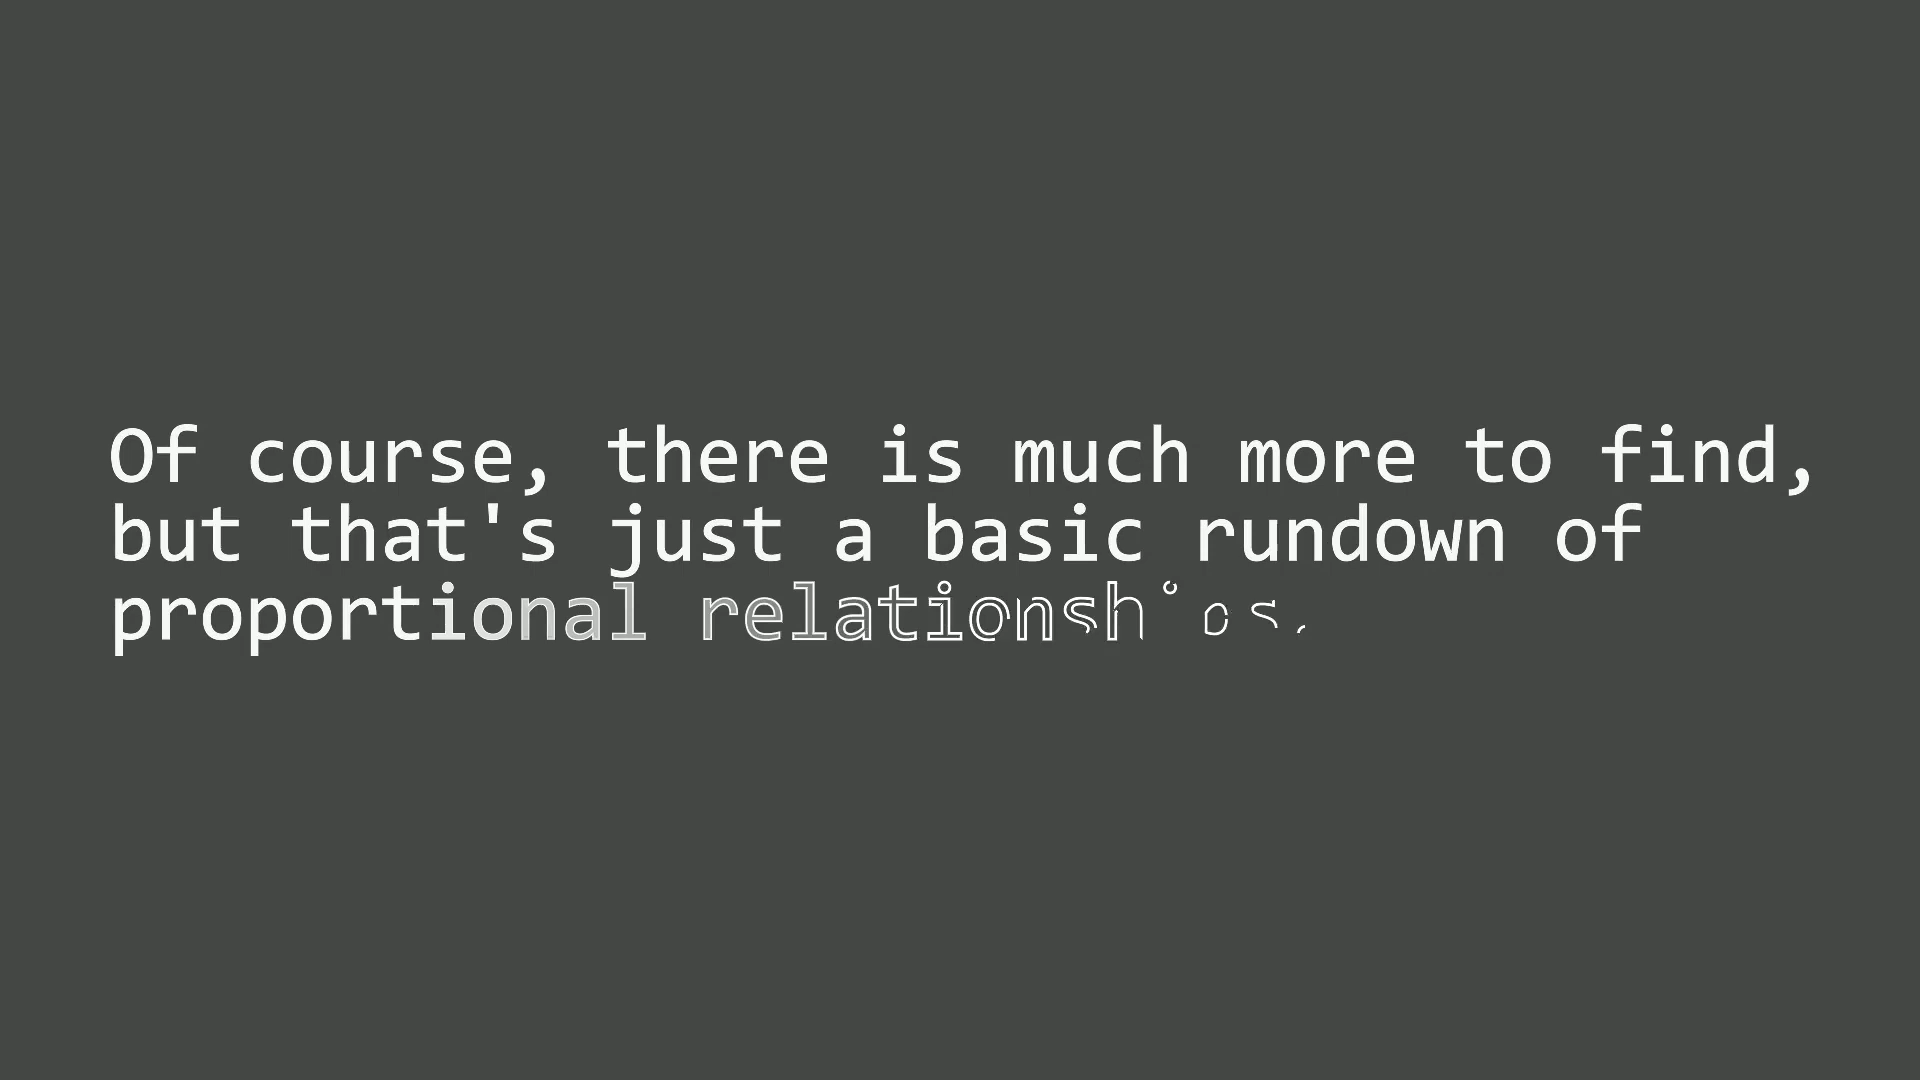 Of course, there is much more to find,
but that's just a basic rundown of
proportional relationships.